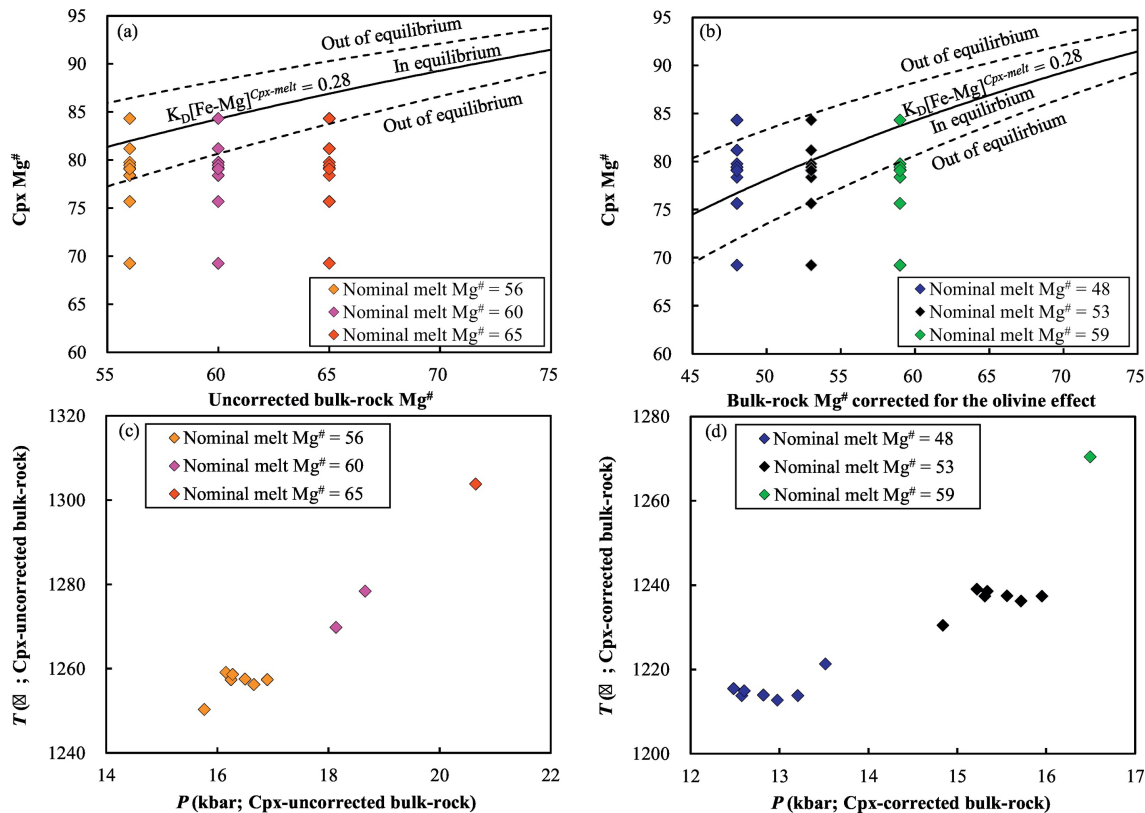 (a)
Out of equilibrium
In equilibrium
K_D[Fe-Mg]^Cpx-melt = 0.28
Out of equilibrium
Cpx Mg#
95
90
85
80
75
70
65
60
Nominal melt Mg# = 56
Nominal melt Mg# = 60
Nominal melt Mg# = 65
55 60 65 70 75
Uncorrected bulk-rock Mg#
(b)
Out of equilirbium
K_D[Fe-Mg]^Cpx-melt = 0.28
In equilibrium
Out of equilirbium
Cpx Mg#
95
90
85
80
75
70
65
60
Nominal melt Mg# = 48
Nominal melt Mg# = 53
Nominal melt Mg# = 59
45 50 55 60 65 70 75
Bulk-rock Mg# corrected for the olivine effect
(c)
Nominal melt Mg# = 56
Nominal melt Mg# = 60
Nominal melt Mg# = 65
T (☒ ; Cpx-uncorrected bulk-rock)
1320
1300
1280
1260
1240
14 16 18 20 22
P (kbar; Cpx-uncorrected bulk-rock)
(d)
Nominal melt Mg# = 48
Nominal melt Mg# = 53
Nominal melt Mg# = 59
T (☒ ; Cpx-corrected bulk-rock)
1280
1260
1240
1220
1200
12 13 14 15 16 17
P (kbar; Cpx-corrected bulk-rock)